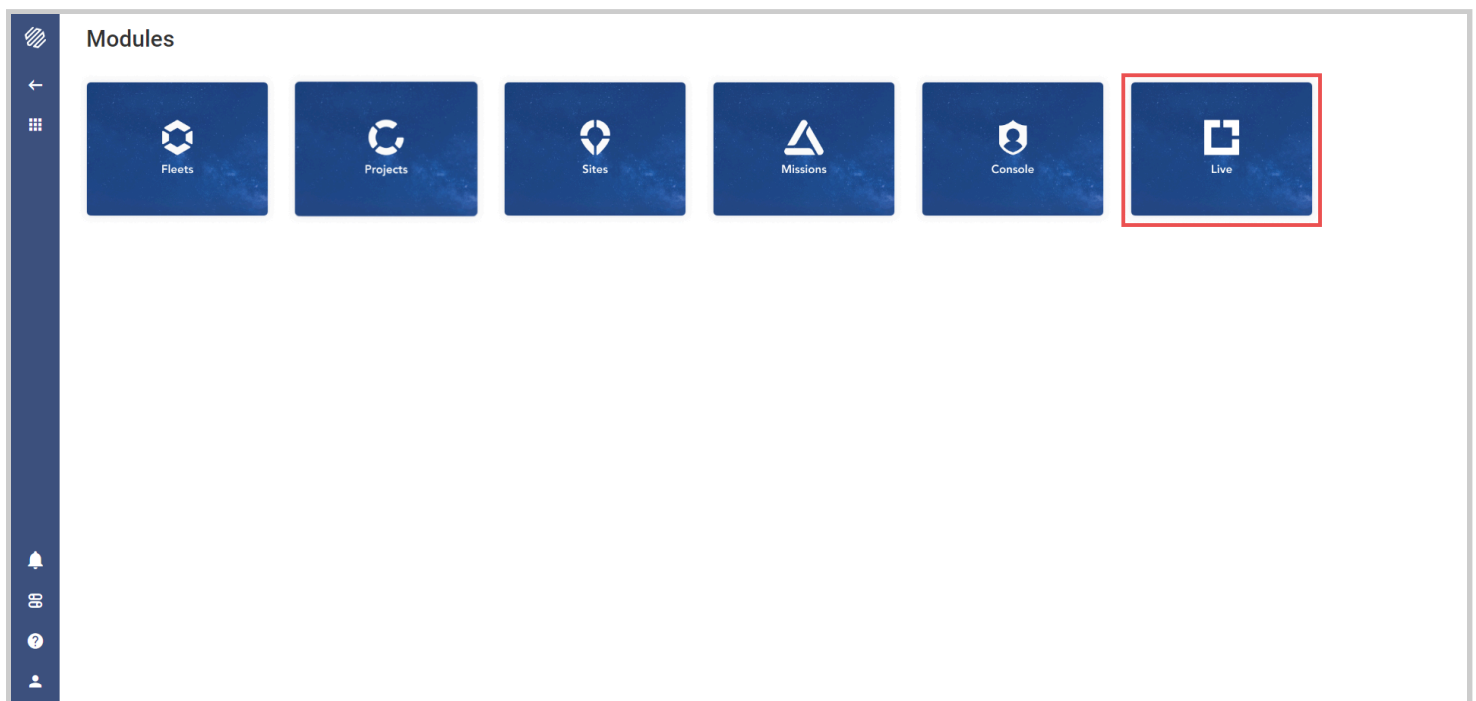 Modules
Fleets
Projects
Sites
Missions
Console
Live